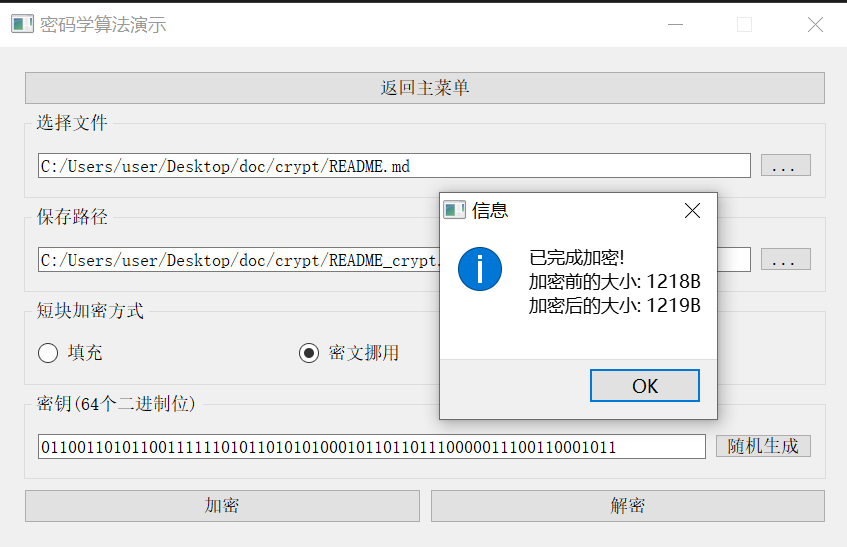 密码学算法演示
返回主菜单
选择文件
C:/Users/user/Desktop/doc/crypt/README.md
...
保存路径
C:/Users/user/Desktop/doc/crypt/README_crypt.
...
短块加密方式
填充
密文挪用
密钥(64个二进制位)
0110011010110011111110101101010100010110110111000001110011000​1011
随机生成
加密
解密
信息
已完成加密!
加密前的大小: 1218B
加密后的大小: 1219B
OK